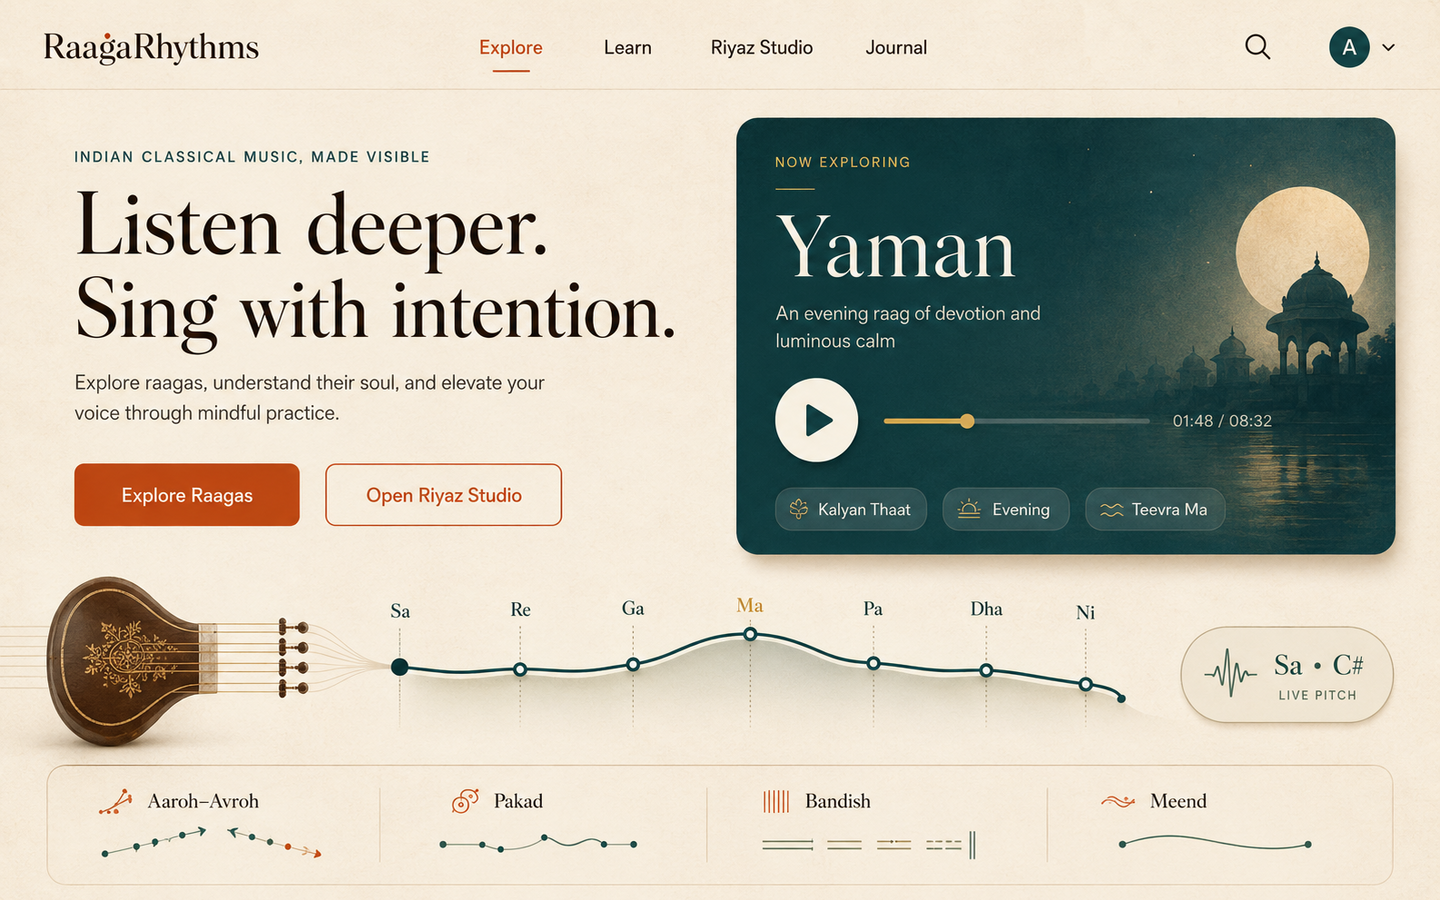 RaagaRhythms
Explore
Learn
Riyaz Studio
Journal
A
INDIAN CLASSICAL MUSIC, MADE VISIBLE
Listen deeper.
Sing with intention.
Explore raagas, understand their soul, and elevate your
voice through mindful practice.
Explore Raagas
Open Riyaz Studio
NOW EXPLORING
Yaman
An evening raag of devotion and
luminous calm
01:48 / 08:32
Kalyan Thaat
Evening
Teevra Ma
Sa
Re
Ga
Ma
Pa
Dha
Ni
Sa • C#
LIVE PITCH
Aaroh–Avroh
Pakad
Bandish
Meend